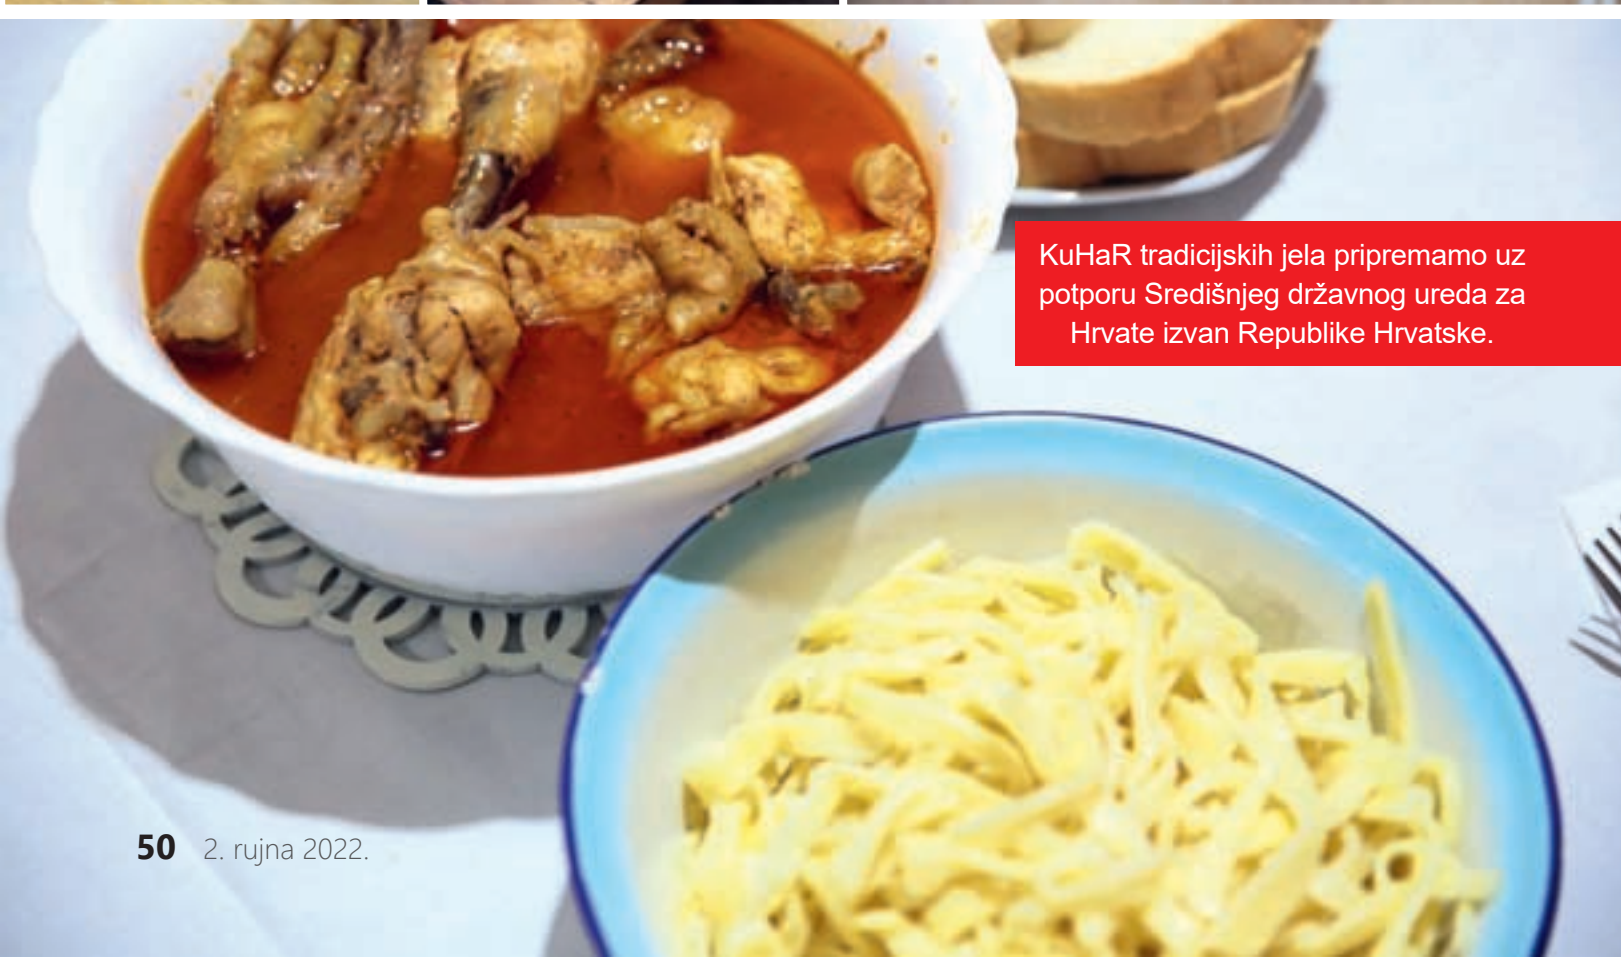 KuHaR tradicijskih jela pripremamo uz
potporu Središnjeg državnog ureda za
Hrvate izvan Republike Hrvatske.
50 2. rujna 2022.